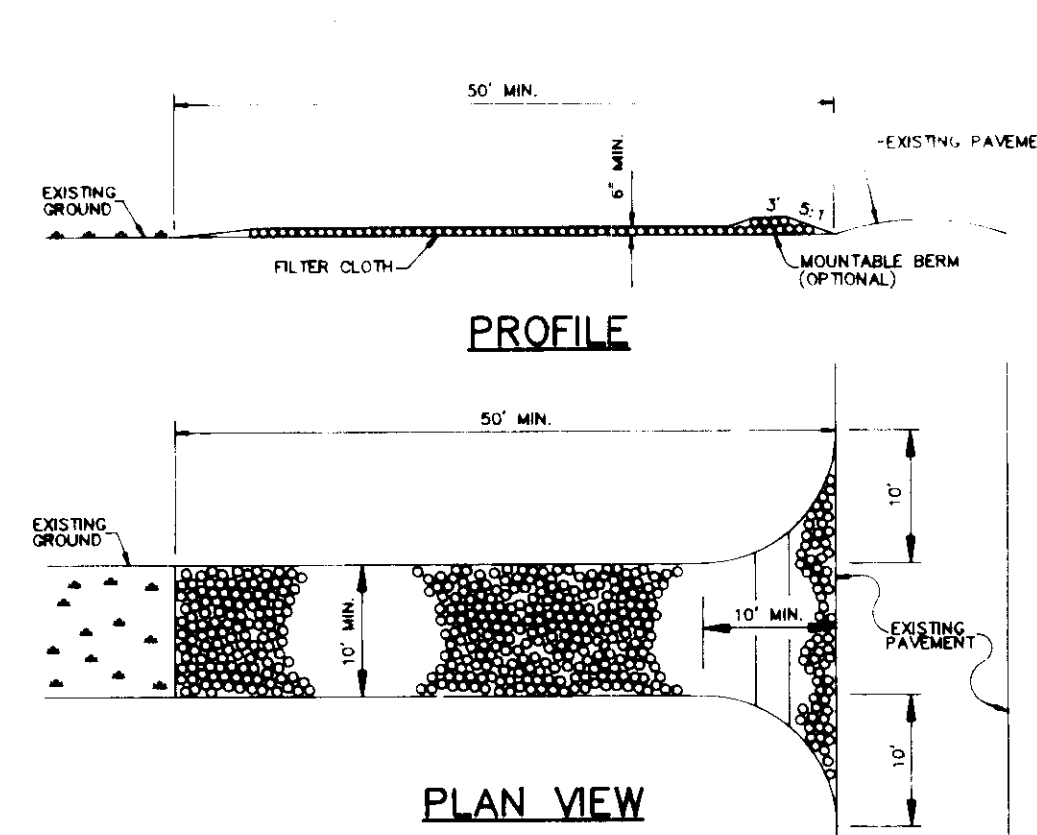 50' MIN.
-EXISTING PAVEME
6" MIN.
EXISTING
GROUND
3'
5:1
FILTER CLOTH
MOUNTABLE BERM
(OPTIONAL)
PROFILE
50' MIN.
10'
EXISTING
GROUND
10' MIN.
10' MIN.
EXISTING
PAVEMENT
10'
PLAN VIEW